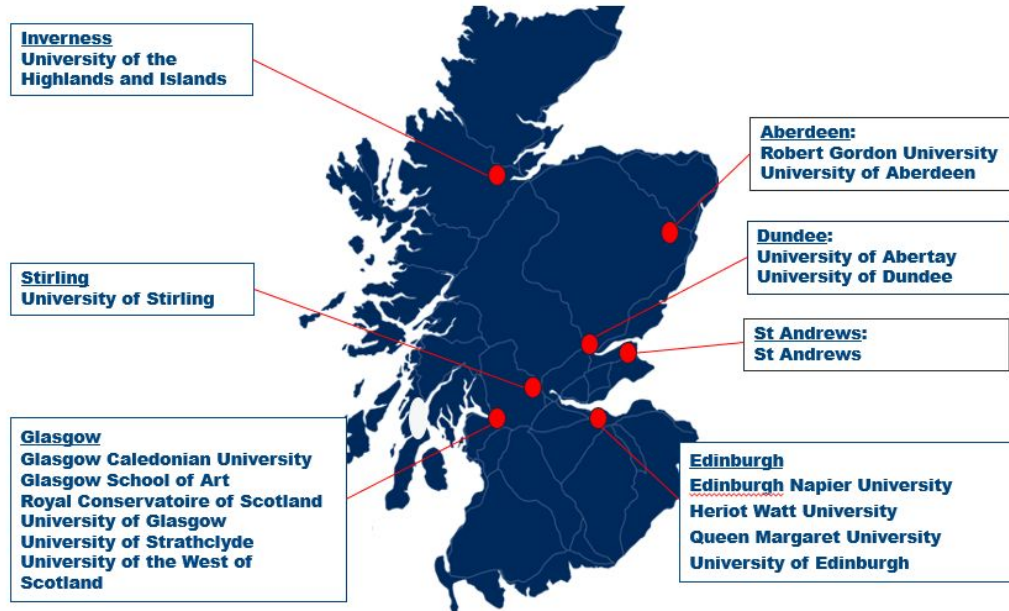 Inverness
University of the
Highlands and Islands
Aberdeen:
Robert Gordon University
University of Aberdeen
Dundee:
University of Abertay
University of Dundee
Stirling
University of Stirling
St Andrews:
St Andrews
Glasgow
Glasgow Caledonian University
Glasgow School of Art
Royal Conservatoire of Scotland
University of Glasgow
University of Strathclyde
University of the West of
Scotland
Edinburgh
Edinburgh Napier University
Heriot Watt University
Queen Margaret University
University of Edinburgh